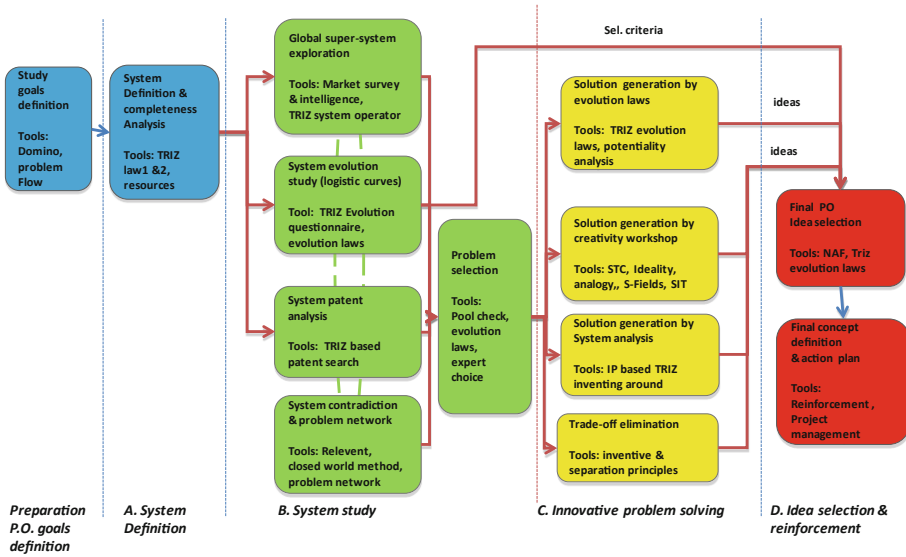 Study
goals
definition
Tools:
Domino,
problem
Flow
System
Definition &
completeness
Analysis
Tools: TRIZ
law1 &2,
resources
Global super-system
exploration
Tools: Market survey
& intelligence,
TRIZ system operator
System evolution
study (logistic curves)
Tool: TRIZ Evolution
questionnaire,
evolution laws
System patent
analysis
Tools: TRIZ based
patent search
System contradiction
& problem network
Tools: Relevent,
closed world method,
problem network
Problem
selection
Tools:
Pool check,
evolution
laws,
expert
choice
Sel. criteria
Solution generation by
evolution laws
Tools: TRIZ evolution
laws, potentiality
analysis
Solution generation by
creativity workshop
Tools: STC, Ideality,
analogy,, S-Fields, SIT
Solution generation by
System analysis
Tools: IP based TRIZ
inventing around
Trade-off elimination
Tools: inventive &
separation principles
ideas
ideas
Final PO
Idea selection
Tools: NAF, Triz
evolution laws
Final concept
definition
& action plan
Tools:
Reinforcement ,
Project
management
Preparation
P.O. goals
definition
A. System
Definition
B. System study
C. Innovative problem solving
D. Idea selection &
reinforcement